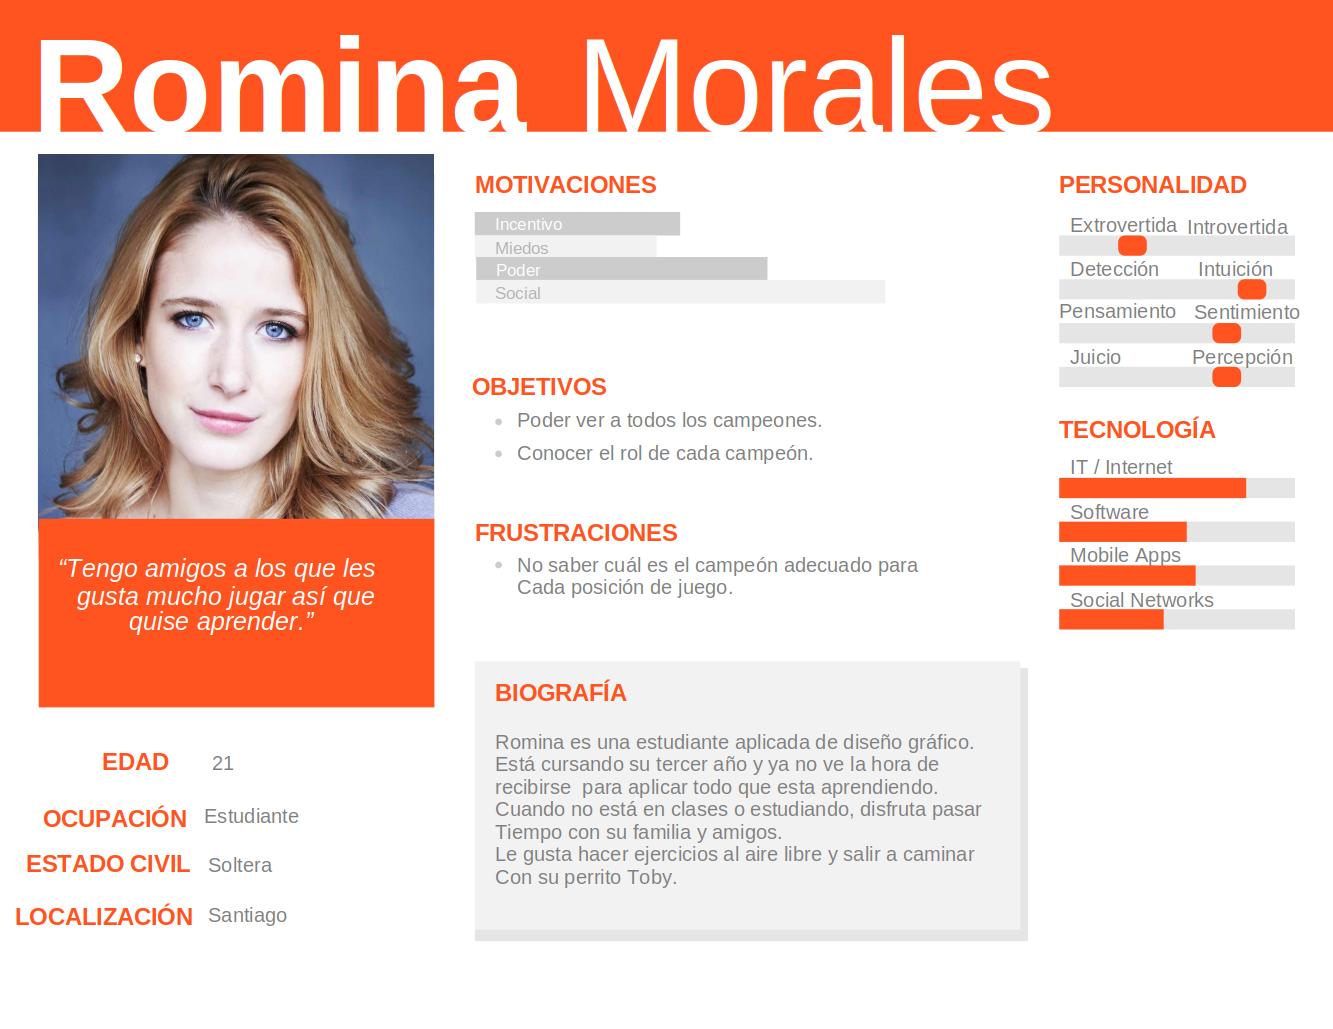 Romina Morales
“Tengo amigos a los que les
gusta mucho jugar así que
quise aprender.”
EDAD 21
OCUPACIÓN Estudiante
ESTADO CIVIL Soltera
LOCALIZACIÓN Santiago
MOTIVACIONES
Incentivo
Miedos
Poder
Social
OBJETIVOS
• Poder ver a todos los campeones.
• Conocer el rol de cada campeón.
FRUSTRACIONES
• No saber cuál es el campeón adecuado para
Cada posición de juego.
BIOGRAFÍA
Romina es una estudiante aplicada de diseño gráfico.
Está cursando su tercer año y ya no ve la hora de
recibirse  para aplicar todo que esta aprendiendo.
Cuando no está en clases o estudiando, disfruta pasar
Tiempo con su familia y amigos.
Le gusta hacer ejercicios al aire libre y salir a caminar
Con su perrito Toby.
PERSONALIDAD
Extrovertida Introvertida
Detección Intuición
Pensamiento Sentimiento
Juicio Percepción
TECNOLOGÍA
IT / Internet
Software
Mobile Apps
Social Networks